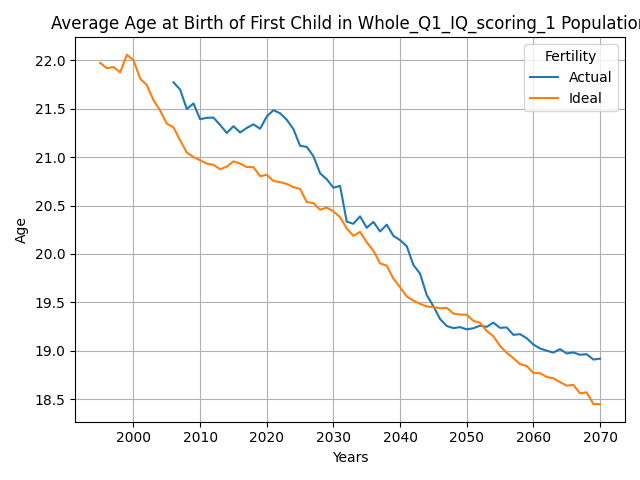 Average Age at Birth of First Child in Whole_Q1_IQ_scoring_1 Population
Fertility
Actual
Ideal
22.0
21.5
21.0
20.5
20.0
19.5
19.0
18.5
Age
2000 2010 2020 2030 2040 2050 2060 2070
Years